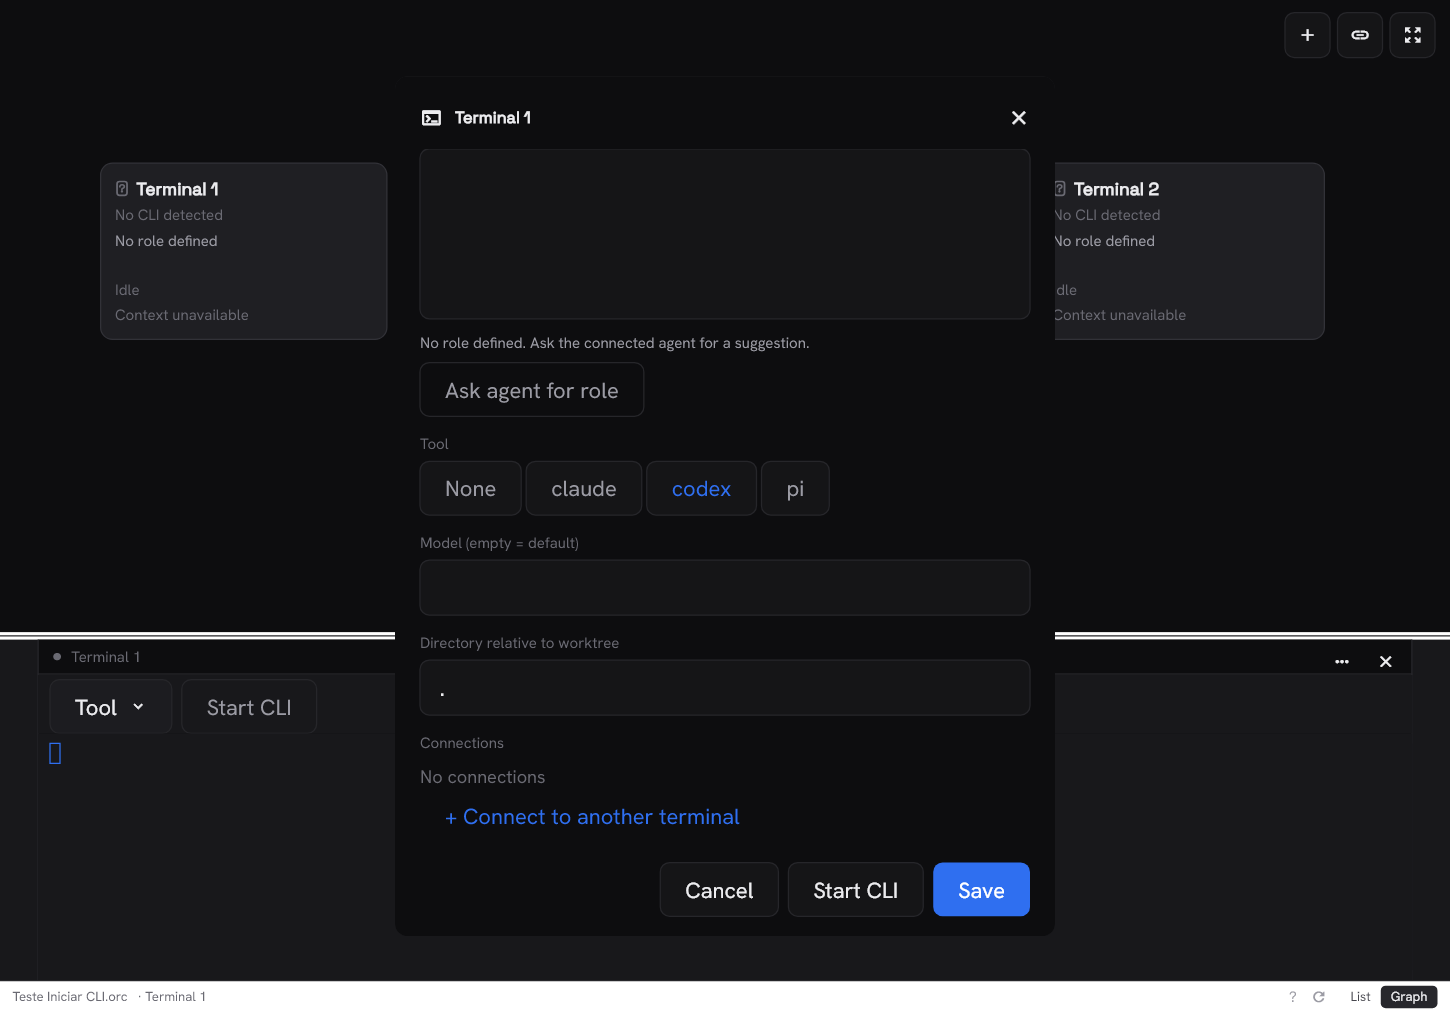 Terminal 1
Terminal 1
No CLI detected
No role defined
Idle
Context unavailable
Terminal 2
No CLI detected
No role defined
dle
Context unavailable
No role defined. Ask the connected agent for a suggestion.
Ask agent for role
Tool
None
claude
codex
pi
Model (empty = default)
Directory relative to worktree
.
Connections
No connections
+ Connect to another terminal
Cancel
Start CLI
Save
Terminal 1
Tool
Start CLI
Teste Iniciar CLI.orc · Terminal 1
?
List
Graph